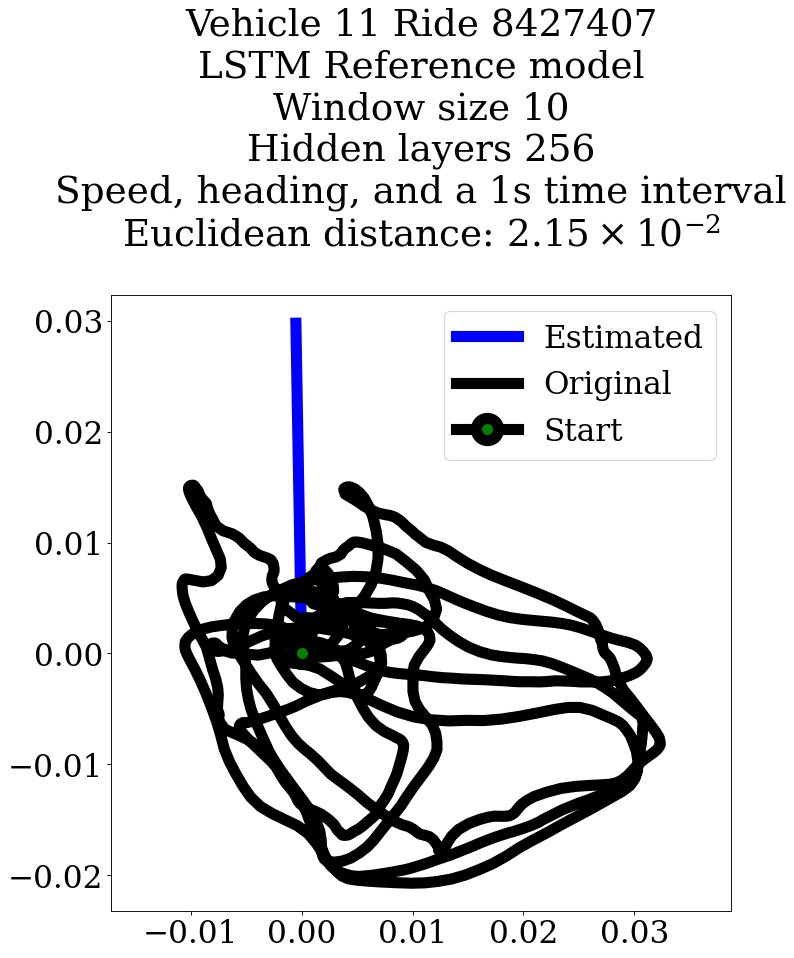 Vehicle 11 Ride 8427407
LSTM Reference model
Window size 10
Hidden layers 256
Speed, heading, and a 1s time interval
Euclidean distance: 2.15 × 10⁻²
Estimated
Original
Start
0.03
0.02
0.01
0.00
−0.01
−0.02
−0.01 0.00 0.01 0.02 0.03